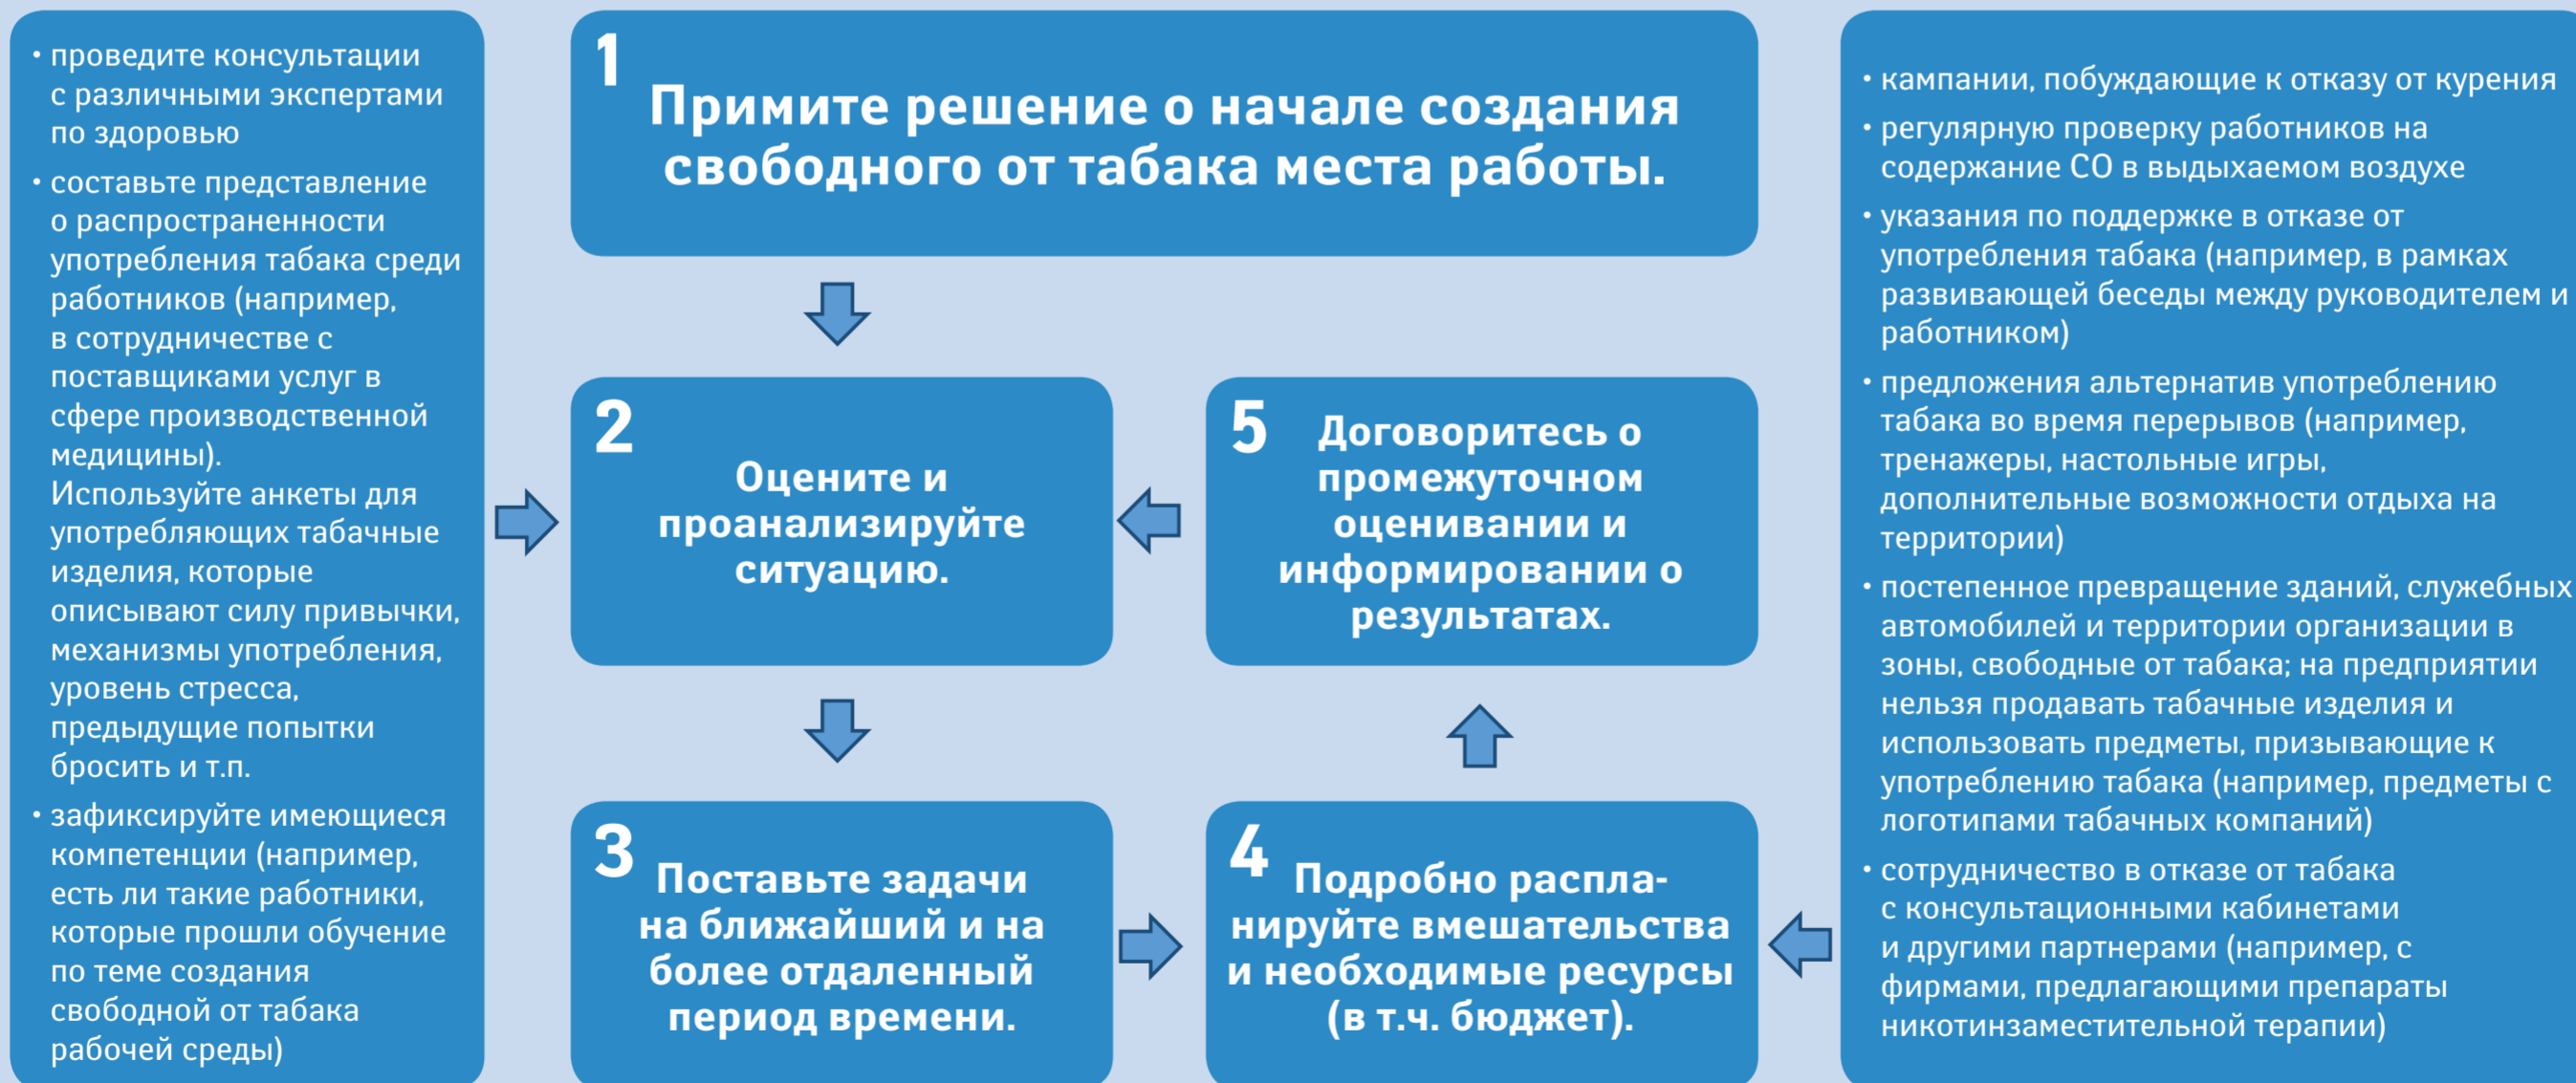 • проведите консультации
с различными экспертами
по здоровью
• составьте представление
о распространенности
употребления табака среди
работников (например,
в сотрудничестве с
поставщиками услуг в
сфере производственной
медицины).
Используйте анкеты для
употребляющих табачные
изделия, которые
описывают силу привычки,
механизмы употребления,
уровень стресса,
предыдущие попытки
бросить и т.п.
• зафиксируйте имеющиеся
компетенции (например,
есть ли такие работники,
которые прошли обучение
по теме создания
свободной от табака
рабочей среды)
1
Примите решение о начале создания
свободного от табака места работы.
2
Оцените и
проанализируйте
ситуацию.
3
Поставьте задачи
на ближайший и на
более отдаленный
период времени.
4
Подробно распла-
нируйте вмешательства
и необходимые ресурсы
(в т.ч. бюджет).
5
Договоритесь о
промежуточном
оценивании и
информировании о
результатах.
• кампании, побуждающие к отказу от курения
• регулярную проверку работников на
содержание СО в выдыхаемом воздухе
• указания по поддержке в отказе от
употребления табака (например, в рамках
развивающей беседы между руководителем и
работником)
• предложения альтернатив употреблению
табака во время перерывов (например,
тренажеры, настольные игры,
дополнительные возможности отдыха на
территории)
• постепенное превращение зданий, служебных
автомобилей и территории организации в
зоны, свободные от табака; на предприятии
нельзя продавать табачные изделия и
использовать предметы, призывающие к
употреблению табака (например, предметы с
логотипами табачных компаний)
• сотрудничество в отказе от табака
с консультационными кабинетами
и другими партнерами (например, с
фирмами, предлагающими препараты
никотинзаместительной терапии)